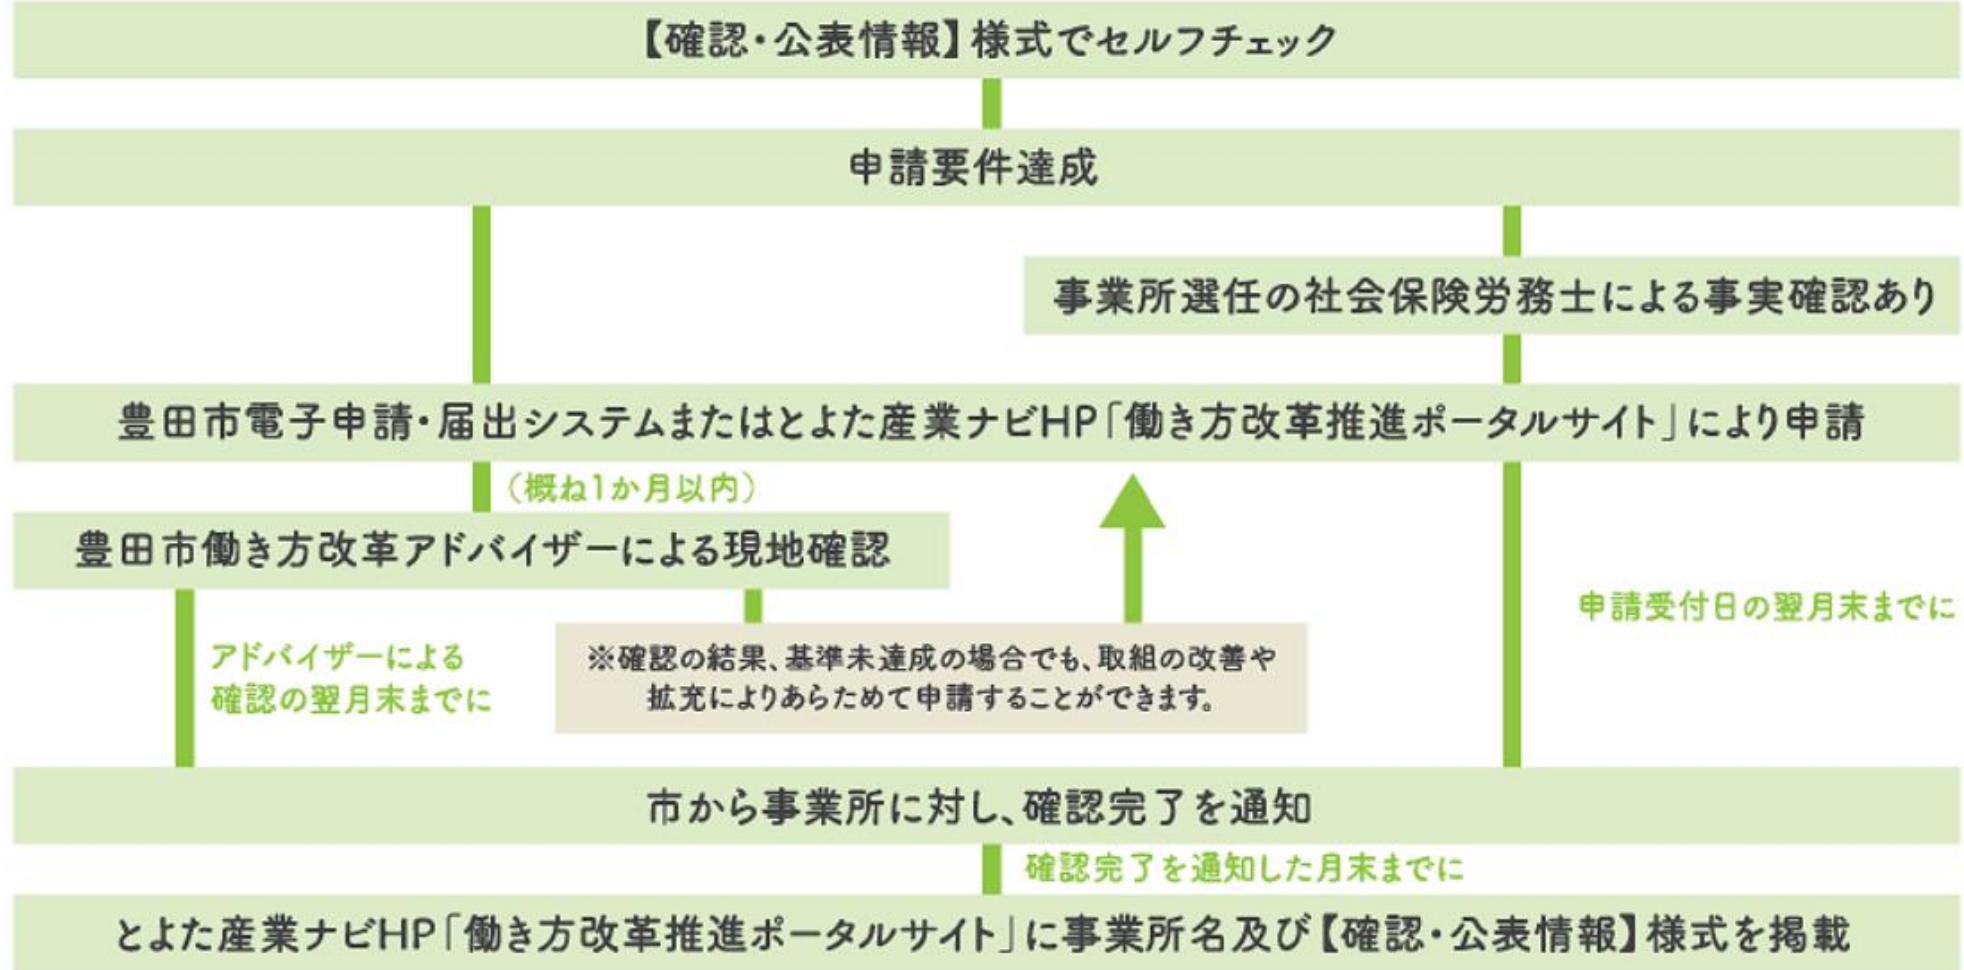 【確認・公表情報】様式でセルフチェック
申請要件達成
事業所選任の社会保険労務士による事実確認あり
豊田市電子申請・届出システムまたはとよた産業ナビHP「働き方改革推進ポータルサイト」により申請
（概ね1か月以内）
豊田市働き方改革アドバイザーによる現地確認
申請受付日の翌月末までに
アドバイザーによる
確認の翌月末までに
※確認の結果、基準未達成の場合でも、取組の改善や
拡充によりあらためて申請することができます。
市から事業所に対し、確認完了を通知
確認完了を通知した月末までに
とよた産業ナビHP「働き方改革推進ポータルサイト」に事業所名及び【確認・公表情報】様式を掲載